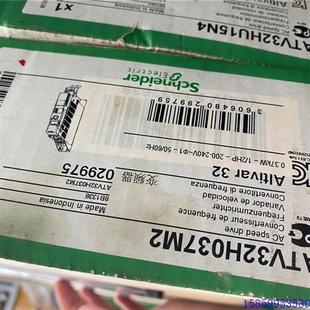 ATV32HU15N4
x1
Schneider
Electric
3 606480 299759
0.37kW - 1/2HP - 200-240V~Φ1 - 50/60Hz
Altivar 32
变频器 029975
ATV32H037M2
8B1338
Made in Indonesia
Convertitore di frequenza
Variador de velocidad
Frequenzumrichter
Convertisseur de fréquence
AC speed drive
ATV32H037M2